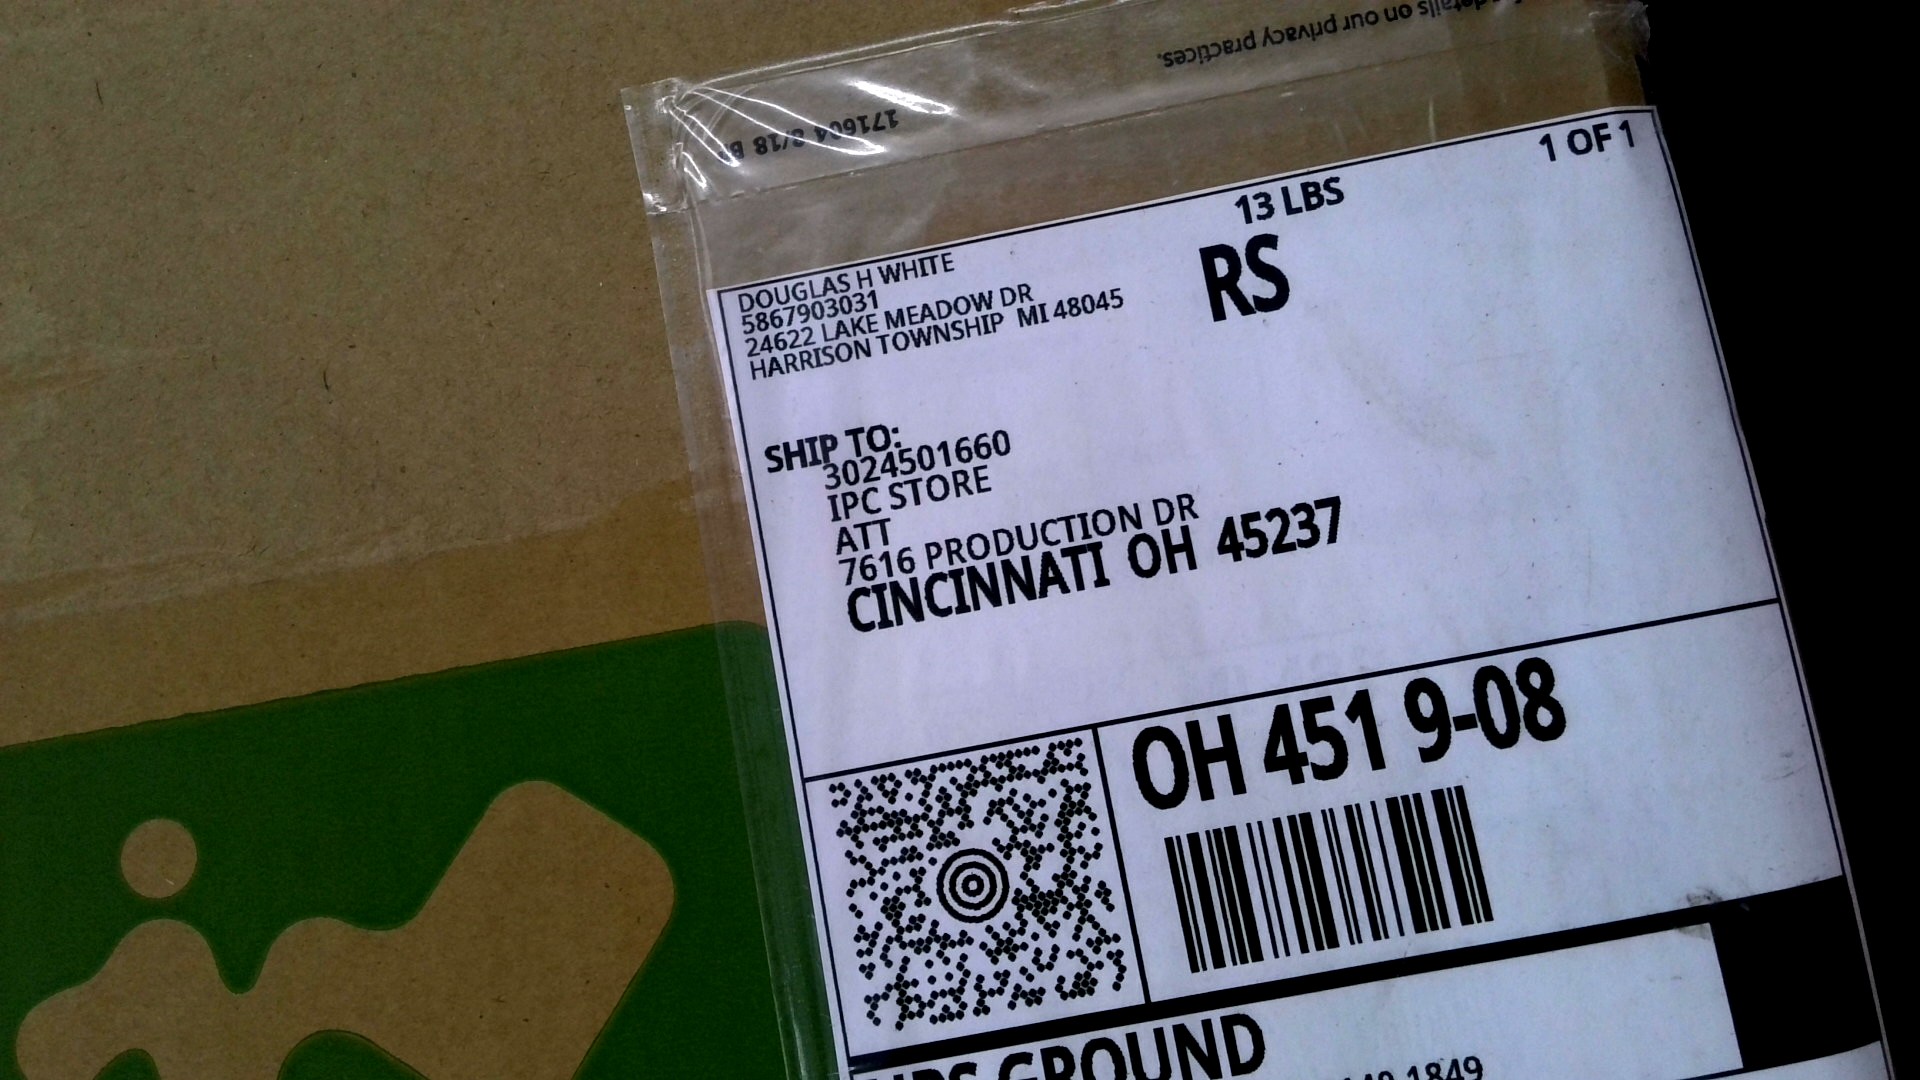 details on our privacy practices.
171604 8/18
1 OF 1
13 LBS
RS
DOUGLAS H WHITE
5867903031
24622 LAKE MEADOW DR
HARRISON TOWNSHIP MI 48045
SHIP TO:
3024501660
IPC STORE
ATT
7616 PRODUCTION DR
CINCINNATI OH 45237
OH 451 9-08
UPS GROUND
1849